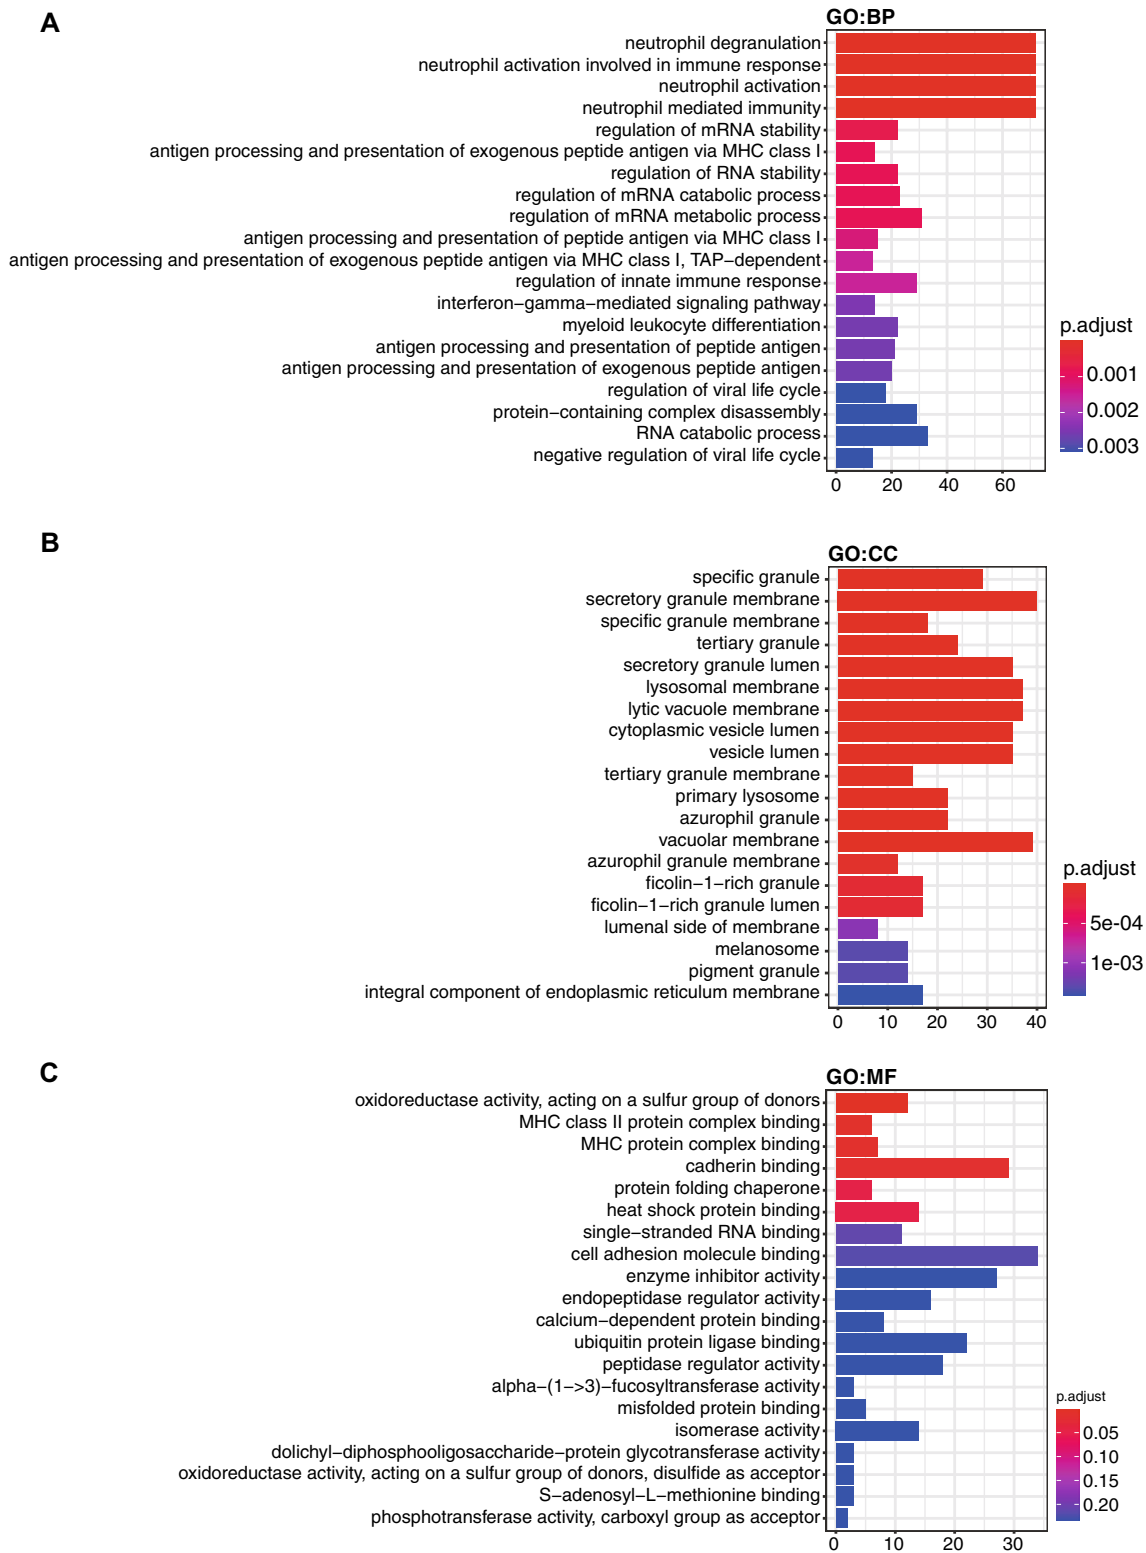 A
GO:BP
neutrophil degranulation
neutrophil activation involved in immune response
neutrophil activation
neutrophil mediated immunity
regulation of mRNA stability
antigen processing and presentation of exogenous peptide antigen via MHC class I
regulation of RNA stability
regulation of mRNA catabolic process
regulation of mRNA metabolic process
antigen processing and presentation of peptide antigen via MHC class I
antigen processing and presentation of exogenous peptide antigen via MHC class I, TAP−dependent
regulation of innate immune response
interferon−gamma−mediated signaling pathway
myeloid leukocyte differentiation
antigen processing and presentation of peptide antigen
antigen processing and presentation of exogenous peptide antigen
regulation of viral life cycle
protein−containing complex disassembly
RNA catabolic process
negative regulation of viral life cycle
0 20 40 60
p.adjust
0.001
0.002
0.003
B
GO:CC
specific granule
secretory granule membrane
specific granule membrane
tertiary granule
secretory granule lumen
lysosomal membrane
lytic vacuole membrane
cytoplasmic vesicle lumen
vesicle lumen
tertiary granule membrane
primary lysosome
azurophil granule
vacuolar membrane
azurophil granule membrane
ficolin−1−rich granule
ficolin−1−rich granule lumen
lumenal side of membrane
melanosome
pigment granule
integral component of endoplasmic reticulum membrane
0 10 20 30 40
p.adjust
5e-04
1e-03
C
GO:MF
oxidoreductase activity, acting on a sulfur group of donors
MHC class II protein complex binding
MHC protein complex binding
cadherin binding
protein folding chaperone
heat shock protein binding
single−stranded RNA binding
cell adhesion molecule binding
enzyme inhibitor activity
endopeptidase regulator activity
calcium−dependent protein binding
ubiquitin protein ligase binding
peptidase regulator activity
alpha−(1−>3)−fucosyltransferase activity
misfolded protein binding
isomerase activity
dolichyl−diphosphooligosaccharide−protein glycotransferase activity
oxidoreductase activity, acting on a sulfur group of donors, disulfide as acceptor
S−adenosyl−L−methionine binding
phosphotransferase activity, carboxyl group as acceptor
0 10 20 30
p.adjust
0.05
0.10
0.15
0.20